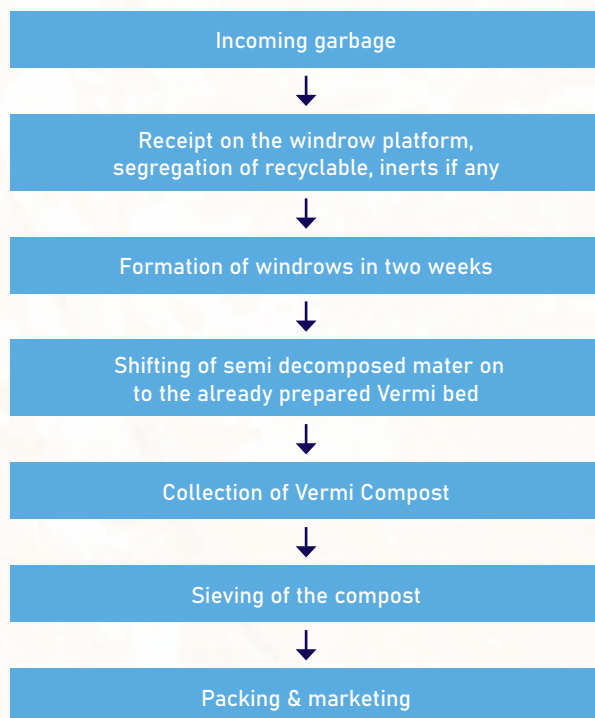 Incoming garbage
Receipt on the windrow platform,
segregation of recyclable, inerts if any
Formation of windrows in two weeks
Shifting of semi decomposed mater on
to the already prepared Vermi bed
Collection of Vermi Compost
Sieving of the compost
Packing & marketing